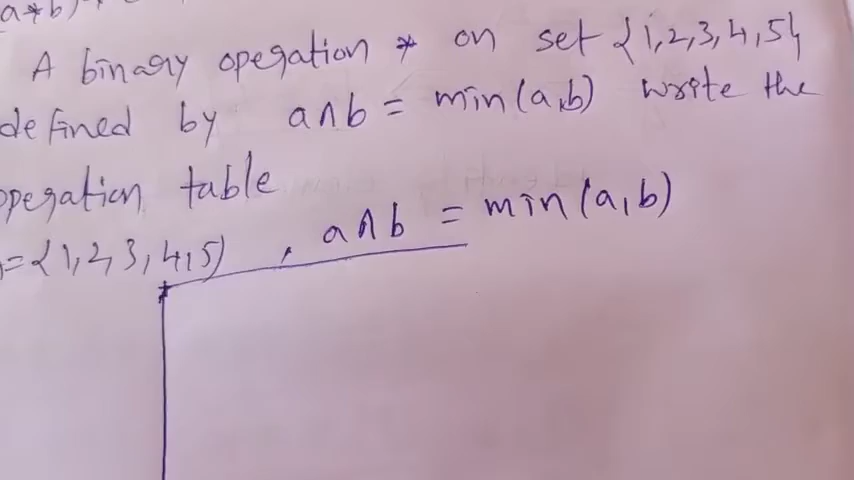 a*b)
A binary operation * on set {1,2,3,4,5}
defined by a∧b = min(a,b) write the
operation table
={1,2,3,4,5} , a∧b = min(a,b)